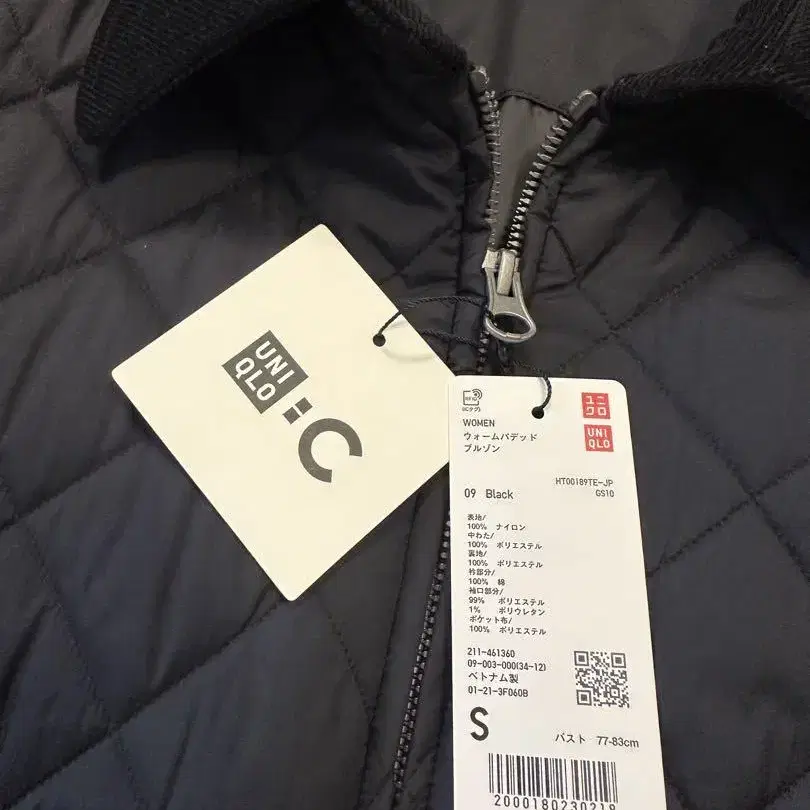 UNI
QLO
:C
RFID
ICタグ
ユニ
クロ
UNI
QLO
WOMEN
ウォームパデッド
ブルゾン
HT00189TE-JP
GS10
09 Black
表地/
100% ナイロン
中わた/
100% ポリエステル
裏地/
100% ポリエステル
衿部分/
100% 綿
袖口部分/
99% ポリエステル
1% ポリウレタン
ポケット布/
100% ポリエステル
211-461360
09-003-000(34-12)
ベトナム製
01-21-3F060B
S
バスト 77-83cm
2000180230219